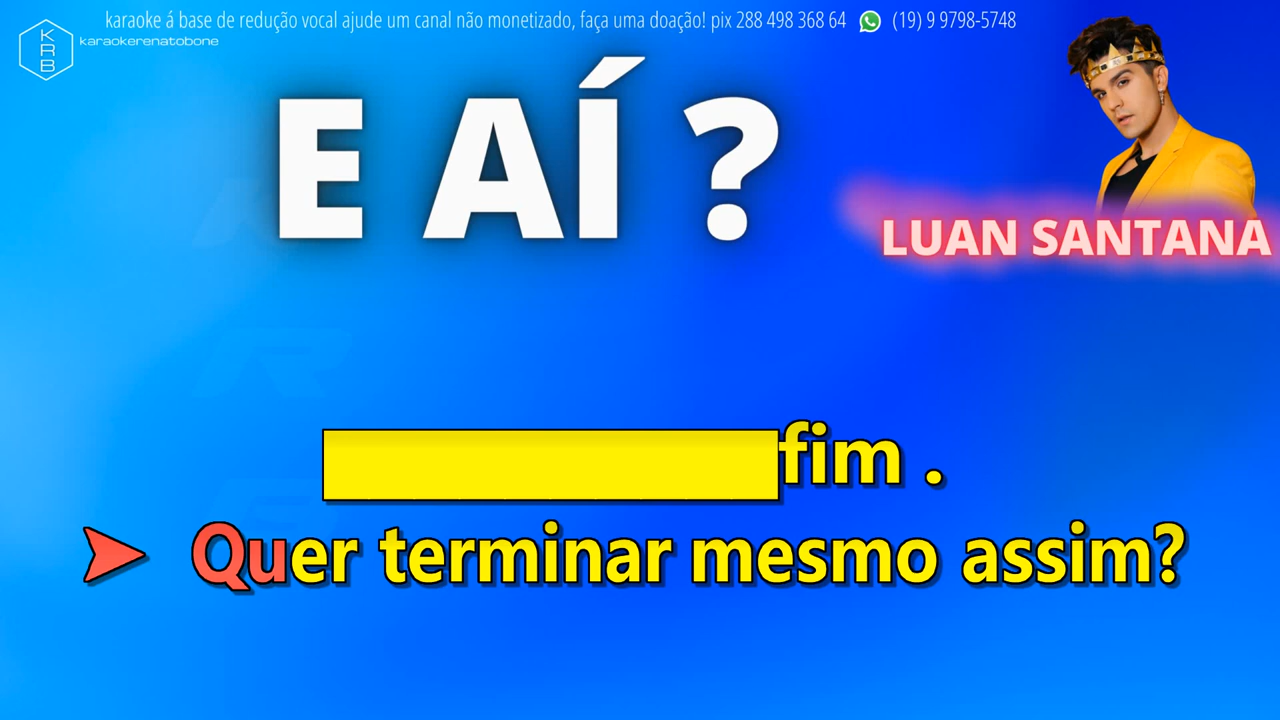 karaoke á base de redução vocal ajude um canal não monetizado, faça uma doação! pix 288 498 368 64 (19) 9 9798-5748
KRB
karaokerenatobone
E AÍ ?
LUAN SANTANA
fim .
Quer terminar mesmo assim?